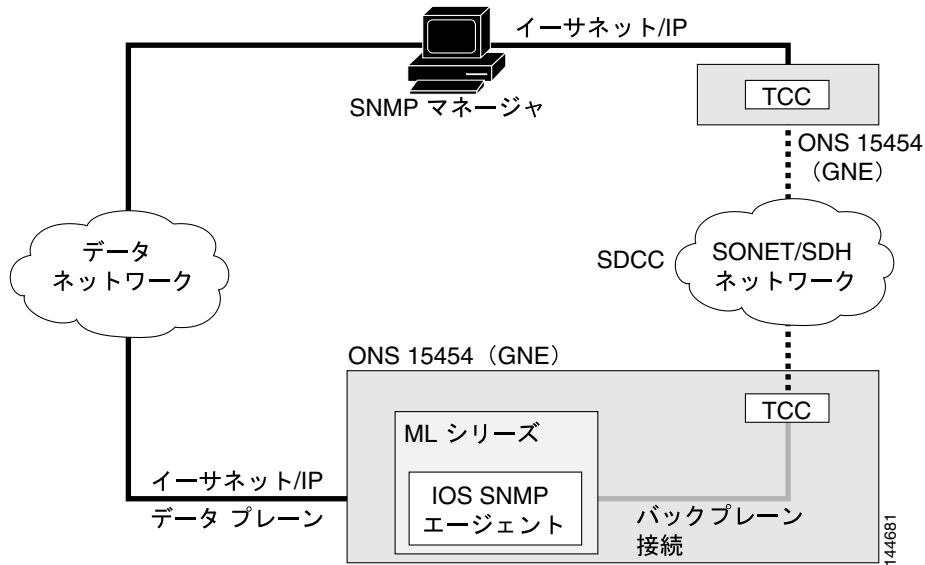 イーサネット/IP
SNMP マネージャ
TCC
ONS 15454
（GNE）
データ
ネットワーク
SDCC
SONET/SDH
ネットワーク
ONS 15454（GNE）
TCC
ML シリーズ
イーサネット/IP
データ プレーン
IOS SNMP
エージェント
バックプレーン
接続
144681